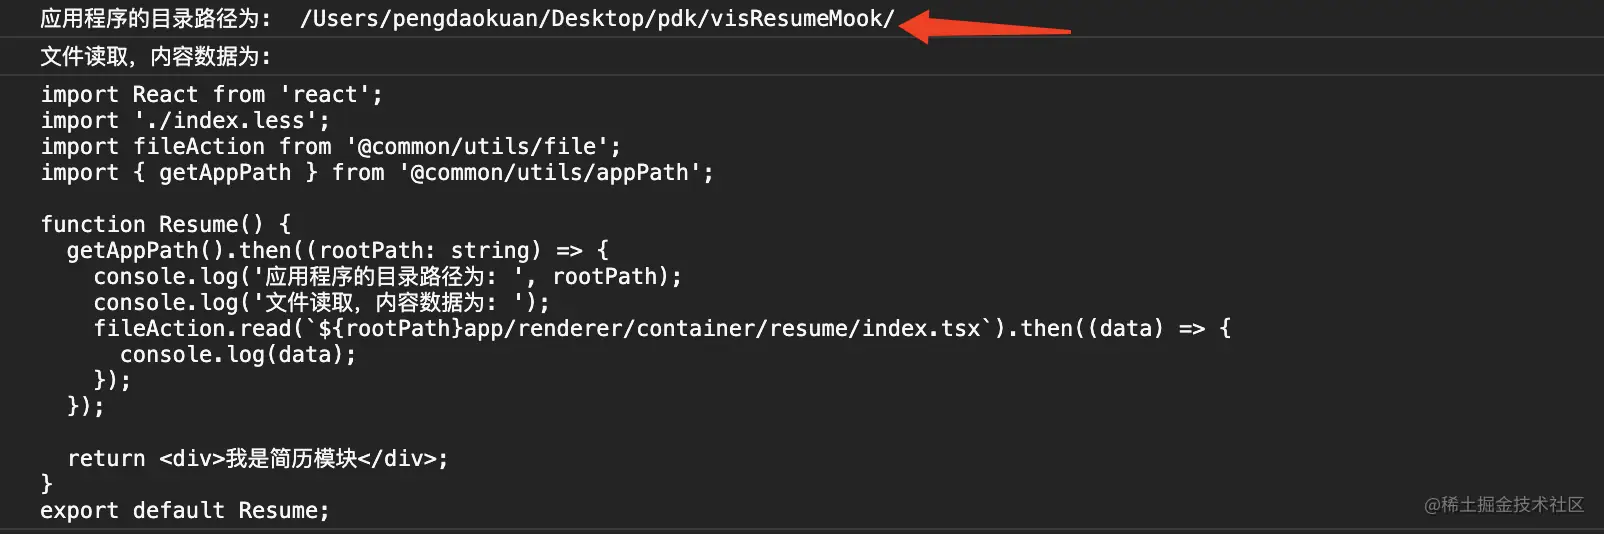 应用程序的目录路径为： /Users/pengdaokuan/Desktop/pdk/visResumeMook/
文件读取，内容数据为：
import React from 'react';
import './index.less';
import fileAction from '@common/utils/file';
import { getAppPath } from '@common/utils/appPath';

function Resume() {
  getAppPath().then((rootPath: string) => {
    console.log('应用程序的目录路径为: ', rootPath);
    console.log('文件读取，内容数据为: ');
    fileAction.read(`${rootPath}app/renderer/container/resume/index.tsx`).then((data) => {
      console.log(data);
    });
  });

  return <div>我是简历模块</div>;
}
export default Resume;
@稀土掘金技术社区